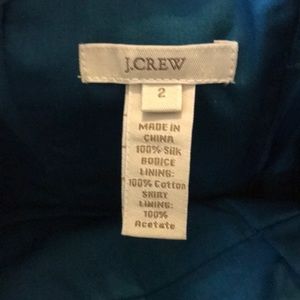 J.CREW
2
MADE IN
CHINA
100% Silk
BODICE
LINING:
100% Cotton
SKIRT
LINING:
100%
Acetate